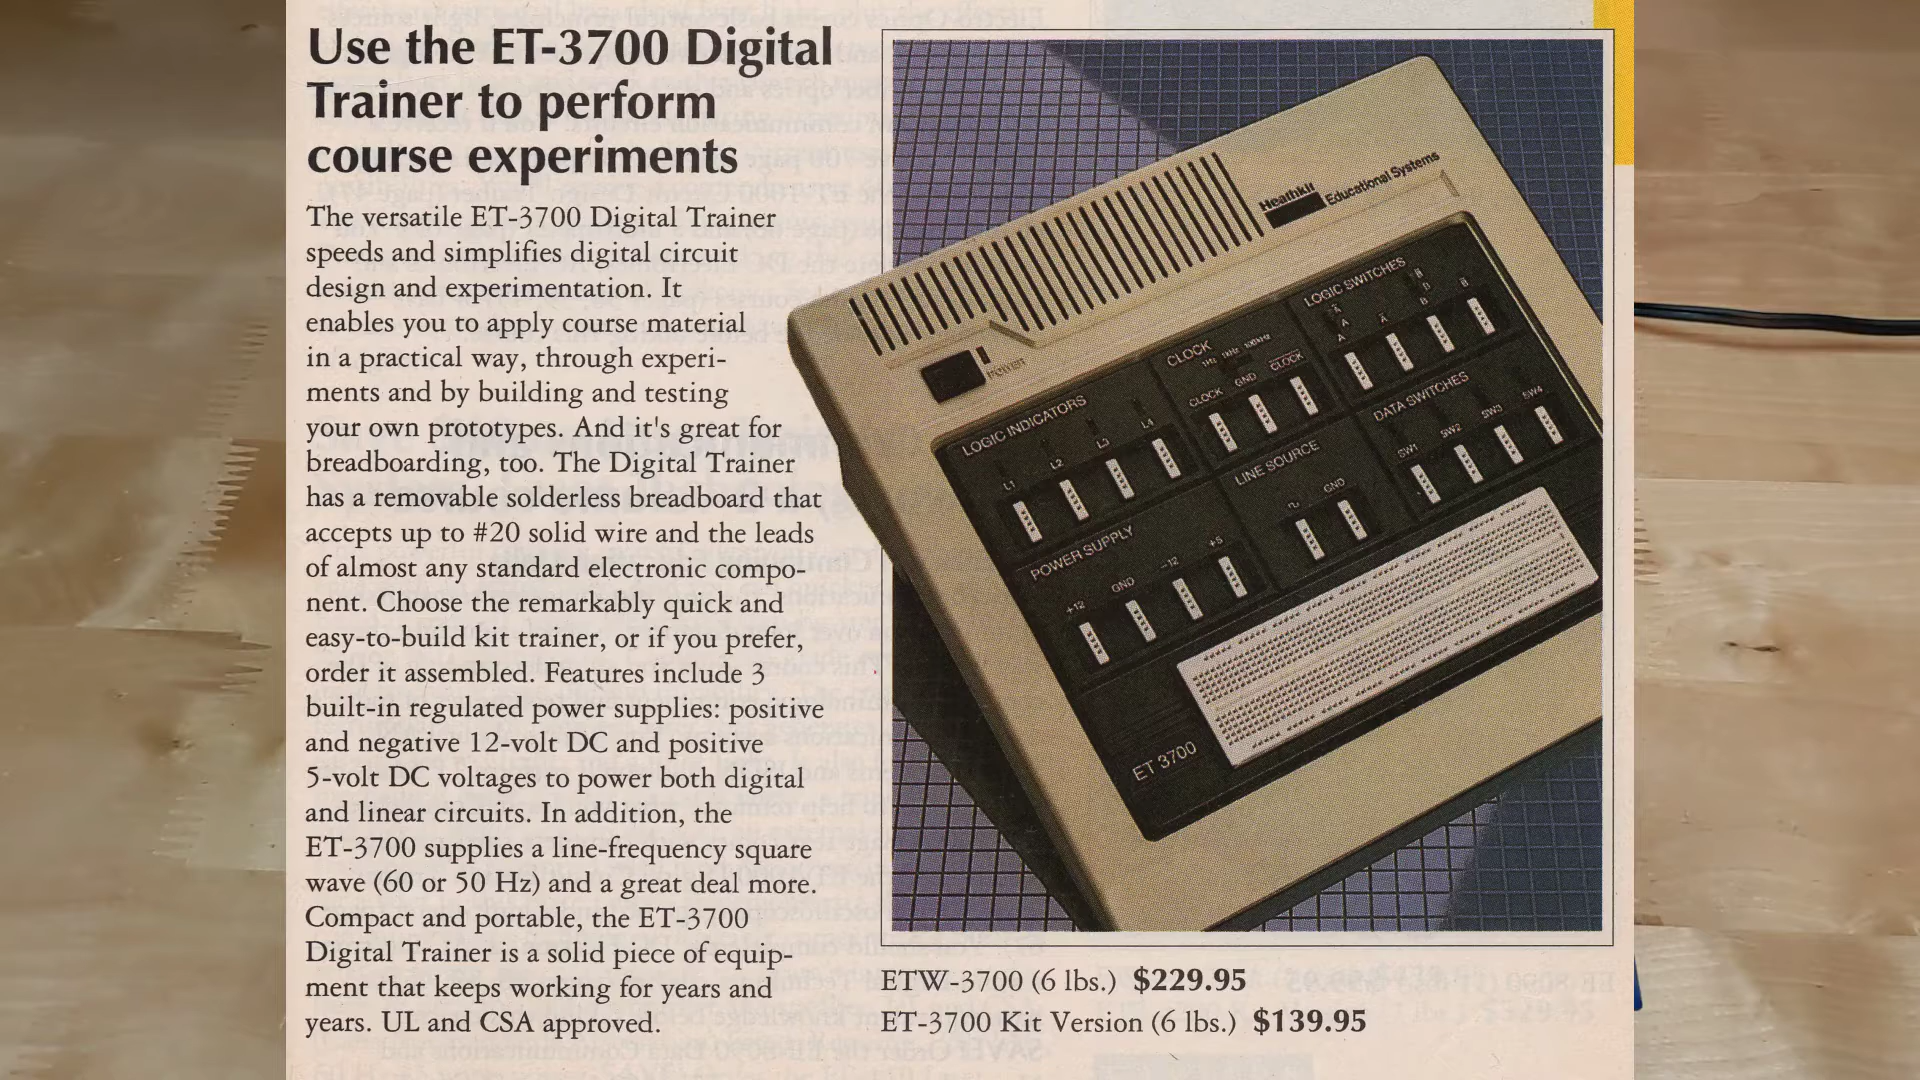 Use the ET-3700 Digital
Trainer to perform
course experiments
The versatile ET-3700 Digital Trainer
speeds and simplifies digital circuit
design and experimentation. It
enables you to apply course material
in a practical way, through experi-
ments and by building and testing
your own prototypes. And it's great for
breadboarding, too. The Digital Trainer
has a removable solderless breadboard that
accepts up to #20 solid wire and the leads
of almost any standard electronic compo-
nent. Choose the remarkably quick and
easy-to-build kit trainer, or if you prefer,
order it assembled. Features include 3
built-in regulated power supplies: positive
and negative 12-volt DC and positive
5-volt DC voltages to power both digital
and linear circuits. In addition, the
ET-3700 supplies a line-frequency square
wave (60 or 50 Hz) and a great deal more.
Compact and portable, the ET-3700
Digital Trainer is a solid piece of equip-
ment that keeps working for years and
years. UL and CSA approved.
Heathkit
Educational Systems
POWER
LOGIC INDICATORS
L1 L2 L3 L4
CLOCK
1Hz 1kHz 100kHz
CLOCK GND CLOCK
LOGIC SWITCHES
A A B B
DATA SWITCHES
SW1 SW2 SW3 SW4
LINE SOURCE
GND
POWER SUPPLY
+12 GND -12 +5
ET 3700
ETW-3700 (6 lbs.) $229.95
ET-3700 Kit Version (6 lbs.) $139.95